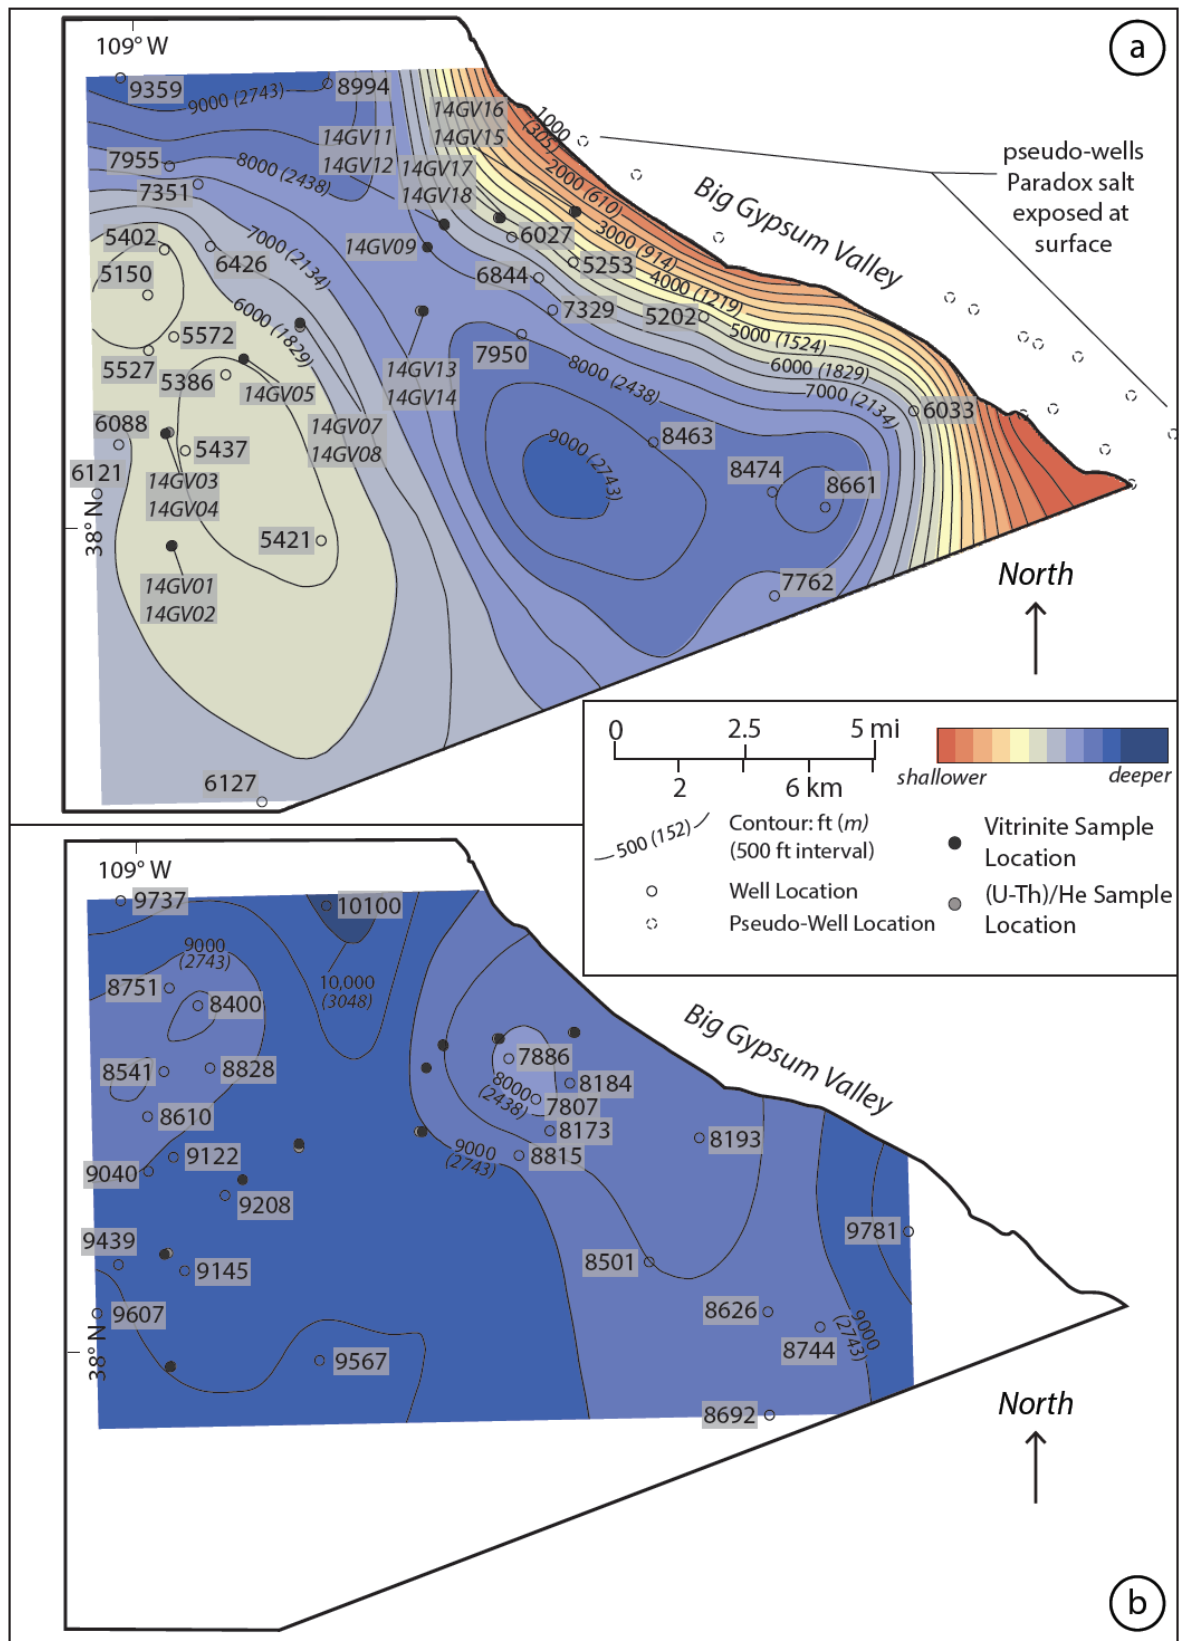 a
109° W
9359
8994
9000 (2743)
14GV16
14GV15
1000
(305)
14GV11
14GV12
pseudo-wells
Paradox salt
exposed at
surface
7955
8000 (2438)
14GV17
14GV18
2000 (610)
7351
Big Gypsum Valley
5402
6426
7000 (2134)
14GV09
6027
3000 (914)
5253
5150
6844
4000 (1219)
6000 (1829)
7329
5202
5000 (1524)
5572
5527
7950
6000 (1829)
5386
14GV05
14GV13
14GV14
8000 (2438)
7000 (2134)
6033
6088
14GV07
14GV08
5437
9000 (2743)
8463
6121
14GV03
14GV04
8474
8661
38° N
5421
14GV01
14GV02
7762
North
6127
0
2.5
5 mi
2
6 km
shallower
deeper
500 (152)
Contour: ft (m)
(500 ft interval)
Well Location
Pseudo-Well Location
Vitrinite Sample
Location
(U-Th)/He Sample
Location
109° W
9737
10100
9000
(2743)
10,000
(3048)
8751
8400
Big Gypsum Valley
8541
8828
7886
8000
(2438)
8184
7807
8610
8173
8193
9122
9040
9000
(2743)
8815
9208
9439
9781
9145
8501
9607
8626
8744
9000
(2743)
38° N
9567
8692
North
b